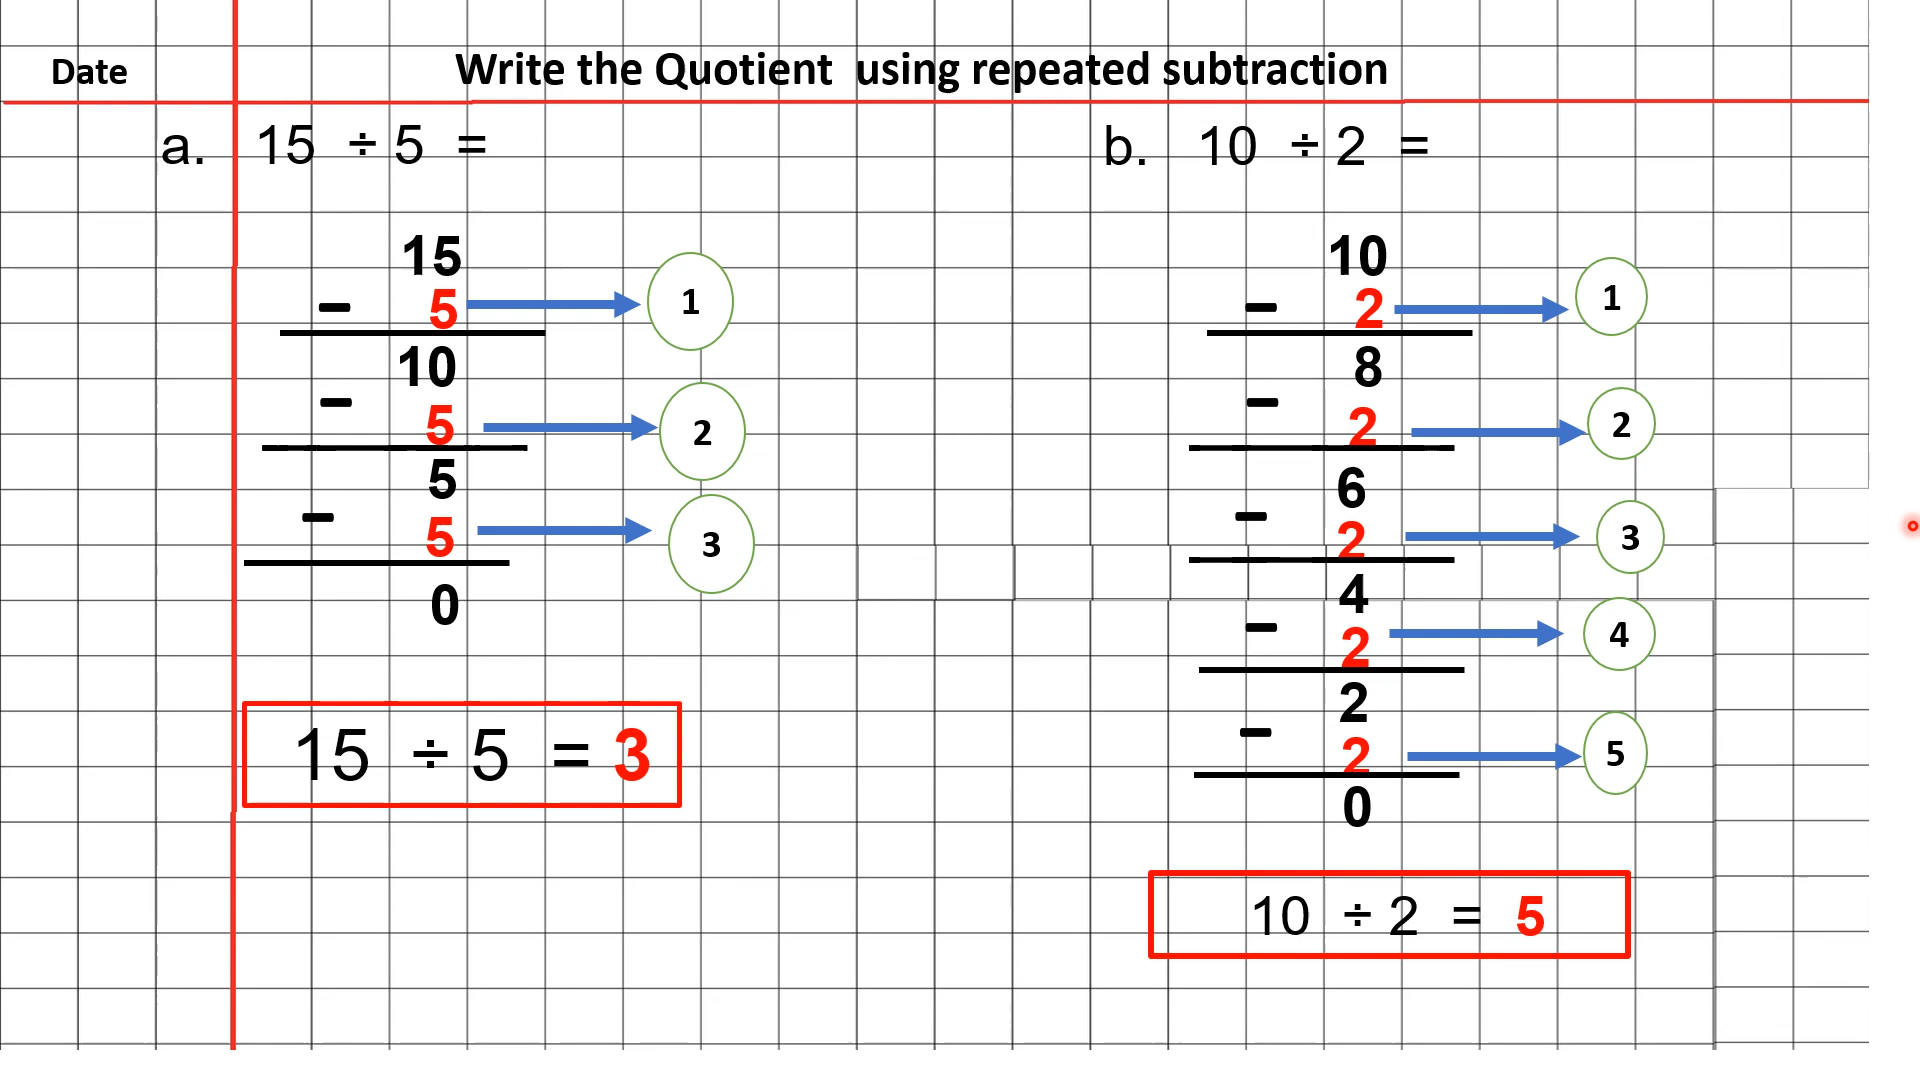 Date
Write the Quotient using repeated subtraction
a. 15 ÷ 5 =
15
- 5 1
10
- 5 2
5
- 5 3
0
15 ÷ 5 = 3
b. 10 ÷ 2 =
10
- 2 1
8
- 2 2
6
- 2 3
4
- 2 4
2
- 2 5
0
10 ÷ 2 = 5